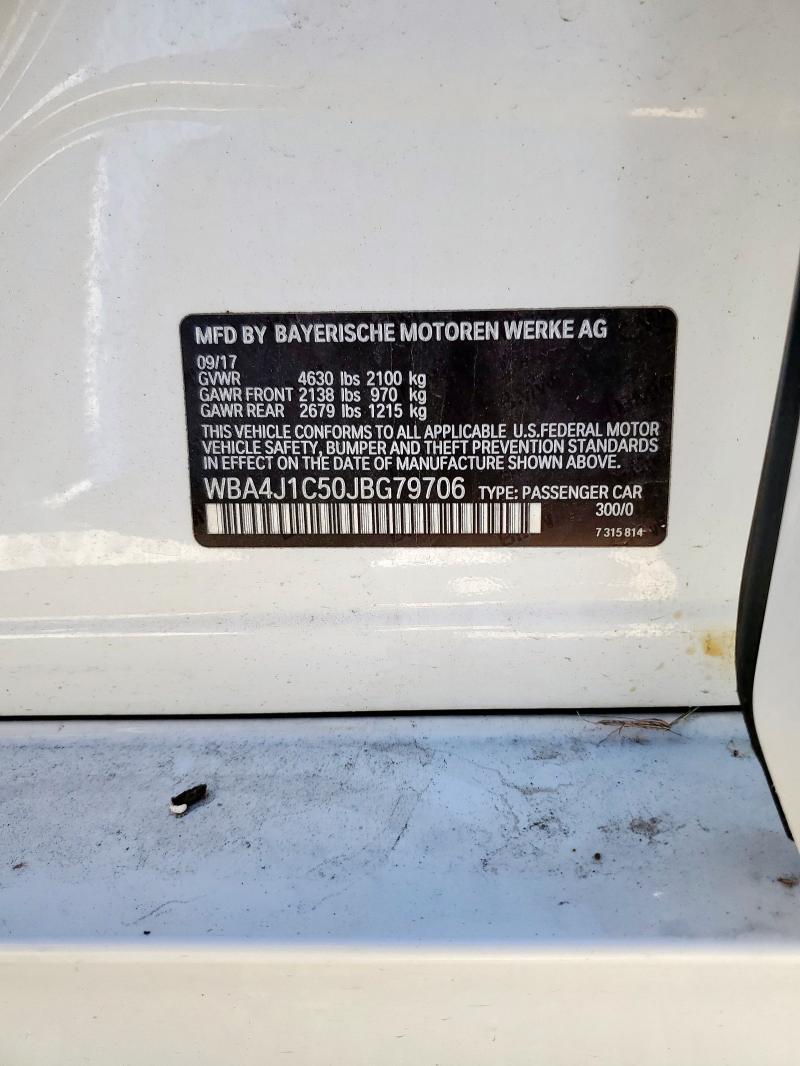 MFD BY BAYERISCHE MOTOREN WERKE AG
09/17
GVWR 4630 lbs 2100 kg
GAWR FRONT 2138 lbs 970 kg
GAWR REAR 2679 lbs 1215 kg
THIS VEHICLE CONFORMS TO ALL APPLICABLE U.S.FEDERAL MOTOR
VEHICLE SAFETY, BUMPER AND THEFT PREVENTION STANDARDS
IN EFFECT ON THE DATE OF MANUFACTURE SHOWN ABOVE.
WBA4J1C50JBG79706 TYPE: PASSENGER CAR
300/0
7 315 814